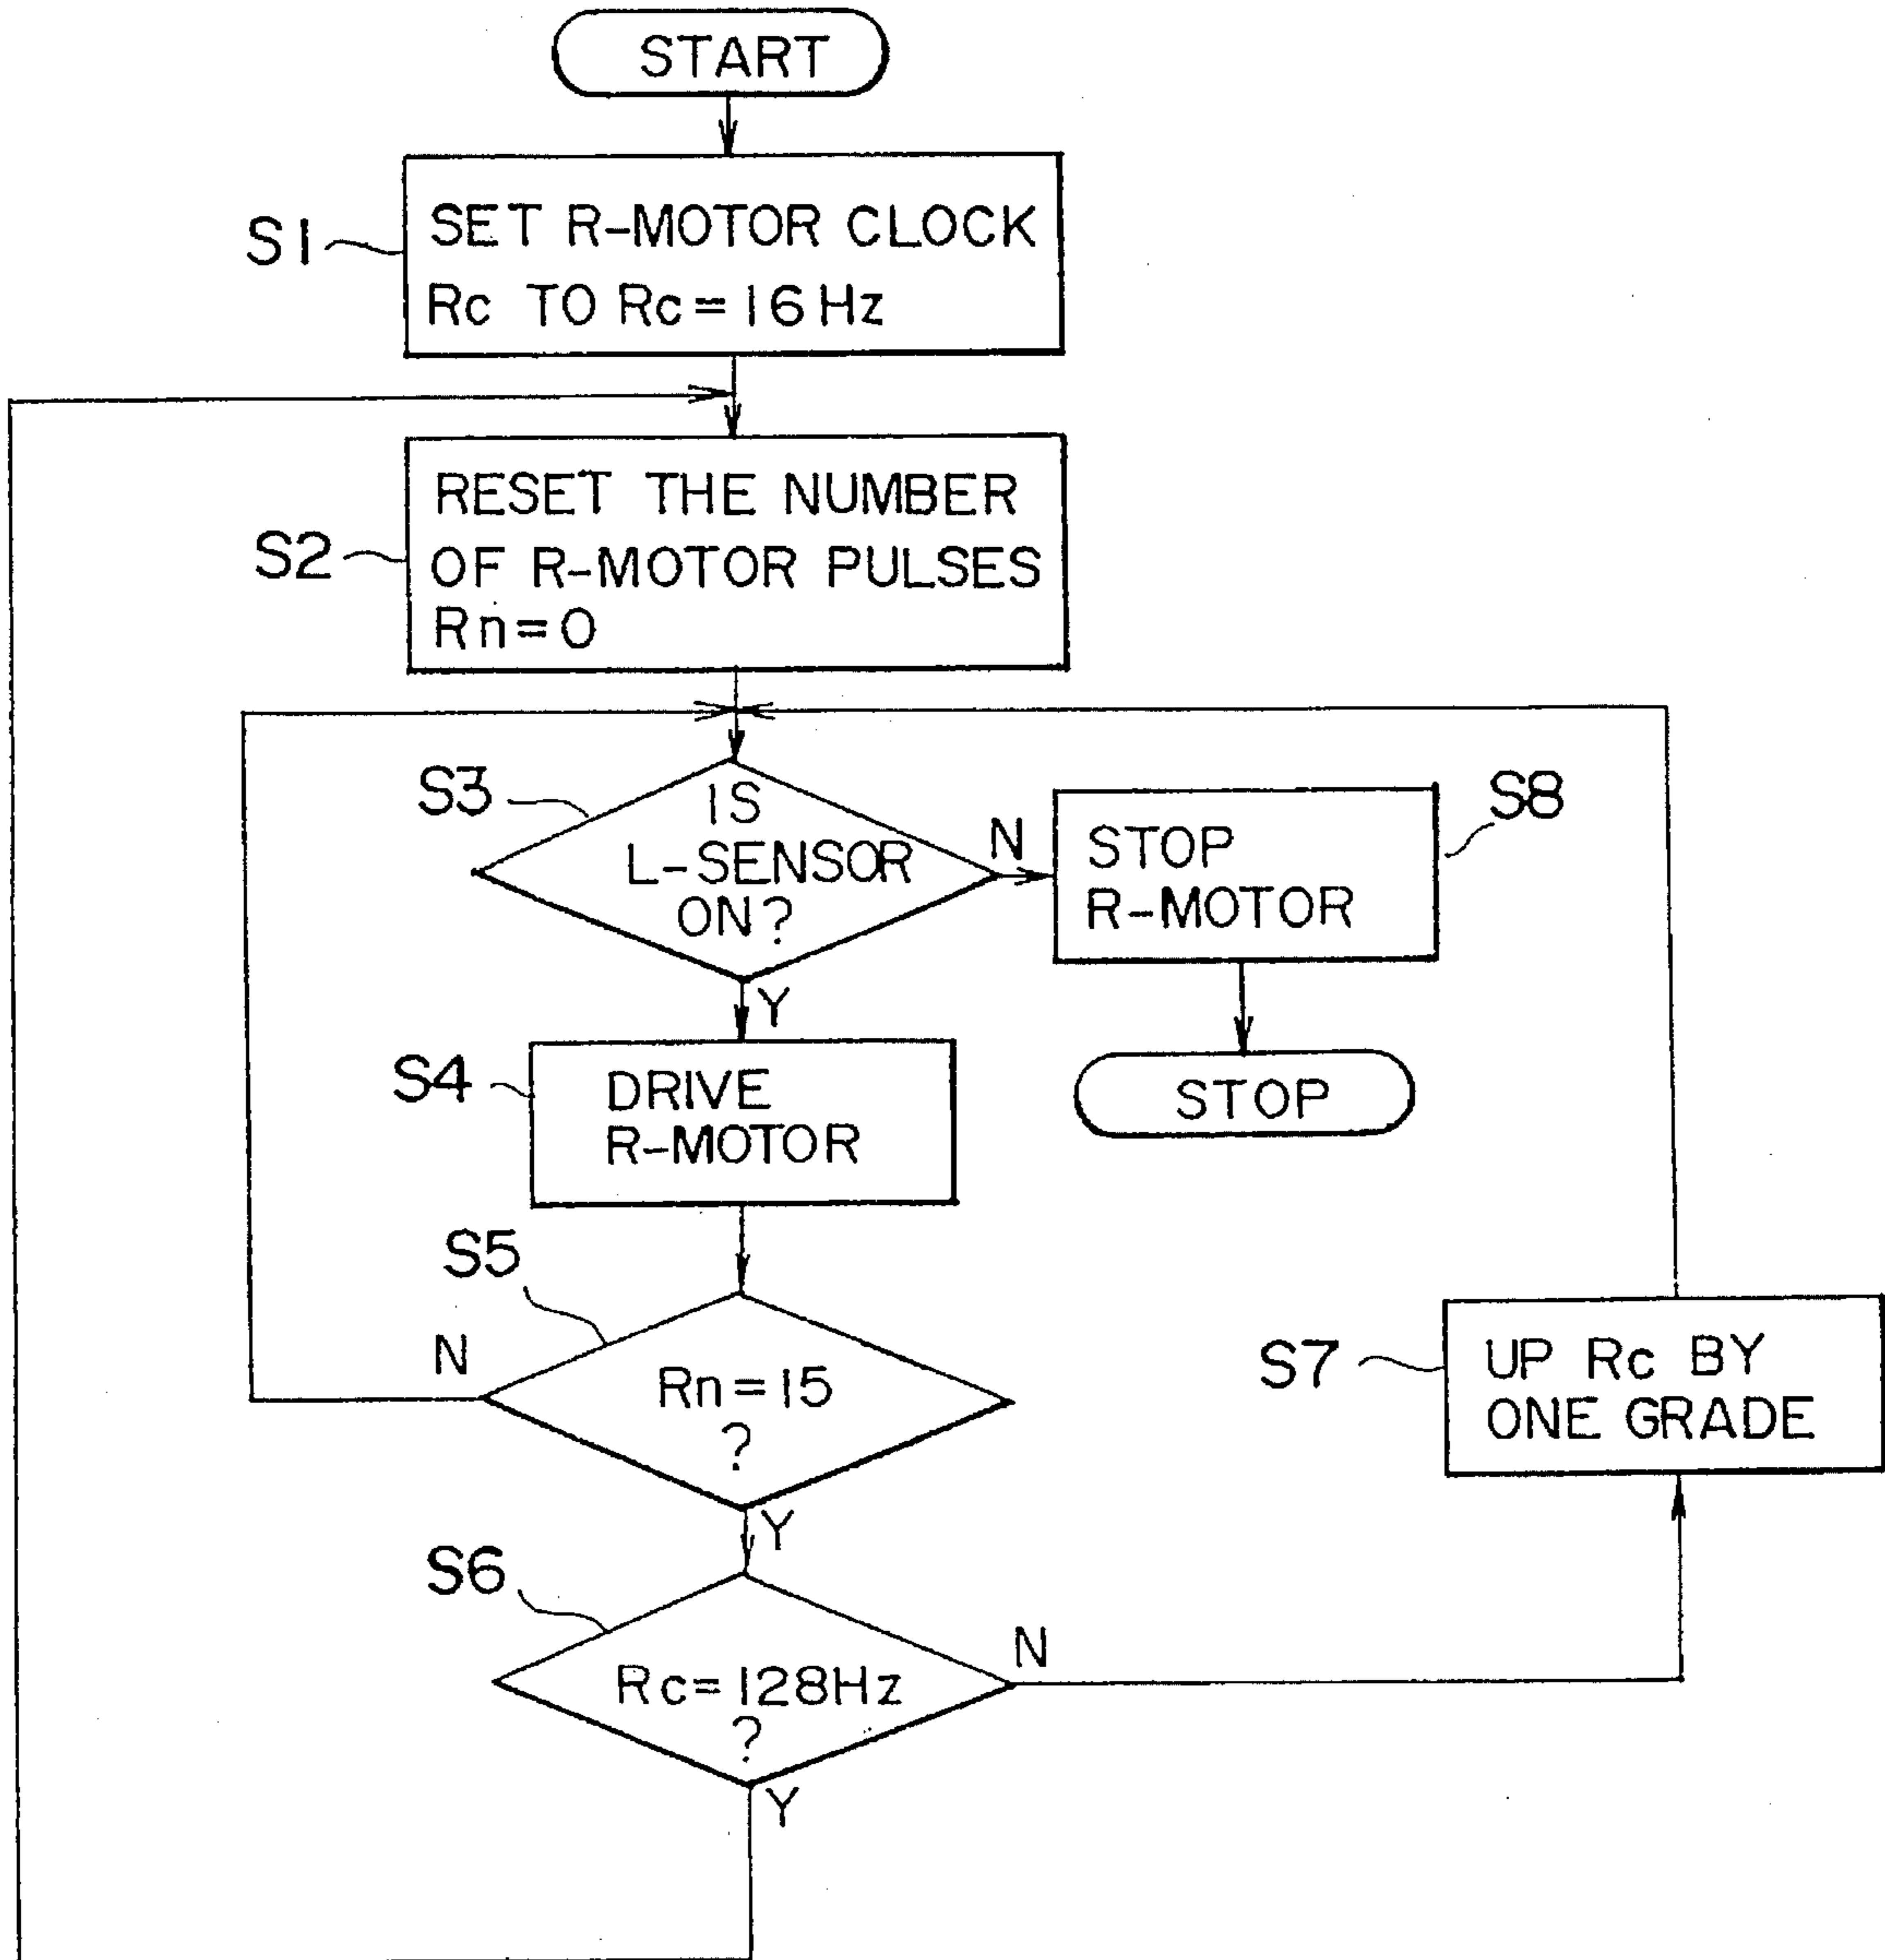 START
S1
SET R-MOTOR CLOCK
Rc TO Rc=16Hz
S2
RESET THE NUMBER
OF R-MOTOR PULSES
Rn=0
S3
IS
L-SENSOR
ON?
N
Y
S8
STOP
R-MOTOR
STOP
S4
DRIVE
R-MOTOR
S5
N
Rn=15
?
Y
S7
UP Rc BY
ONE GRADE
S6
Rc=128Hz
?
N
Y